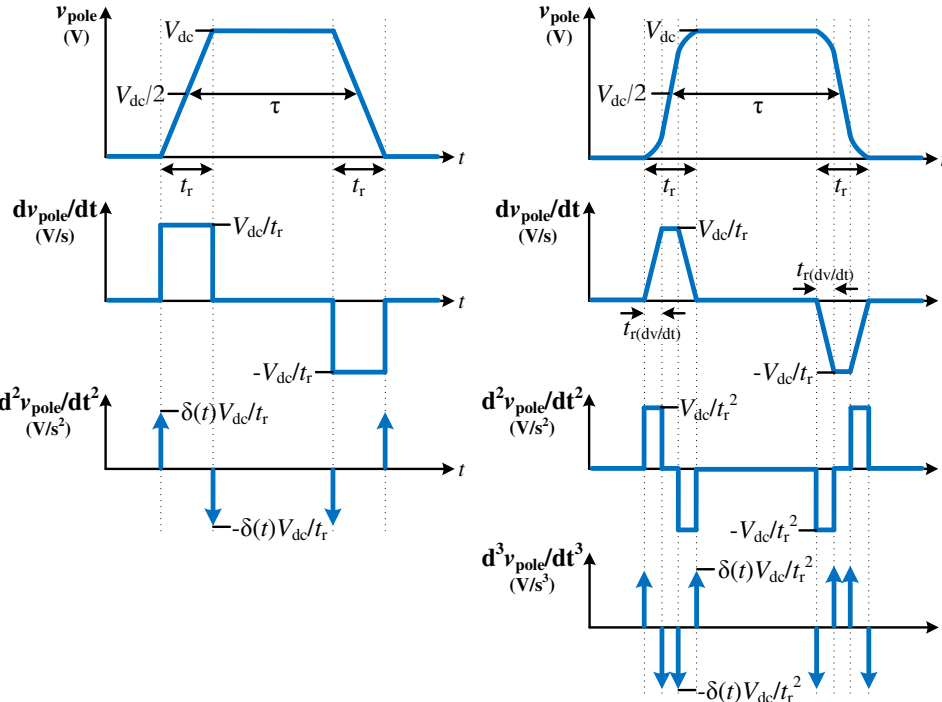 v_pole
(V)
V_dc
V_dc/2
τ
t
t_r
t_r
dv_pole/dt
(V/s)
V_dc/t_r
t
-V_dc/t_r
d²v_pole/dt²
(V/s²)
δ(t)V_dc/t_r
t
-δ(t)V_dc/t_r
v_pole
(V)
V_dc
V_dc/2
τ
t
t_r
t_r
dv_pole/dt
(V/s)
V_dc/t_r
t_r(dv/dt)
t_r(dv/dt)
-V_dc/t_r
d²v_pole/dt²
(V/s²)
V_dc/t_r²
-V_dc/t_r²
d³v_pole/dt³
(V/s³)
δ(t)V_dc/t_r²
-δ(t)V_dc/t_r²